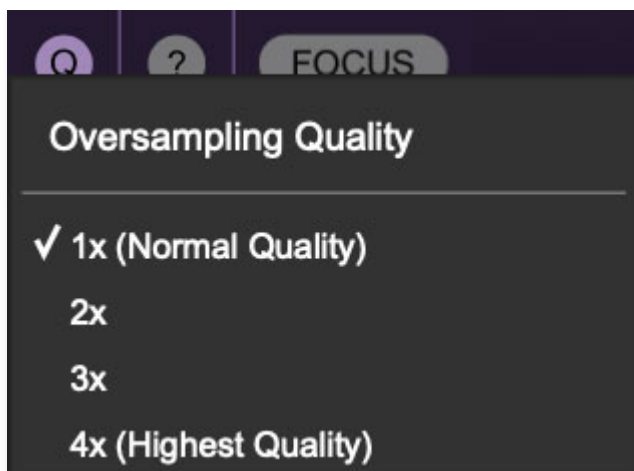 Q ? FOCUS
Oversampling Quality
✓ 1x (Normal Quality)
2x
3x
4x (Highest Quality)